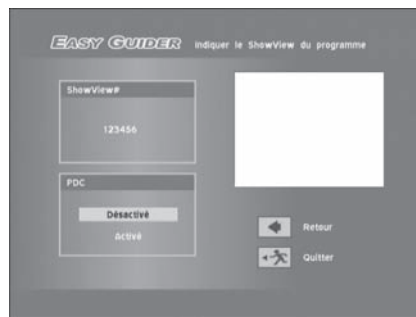 EASY GUIDER Indiquer le ShowView du programme
ShowView#
123456
PDC
Désactivé
Activé
Retour
Quitter